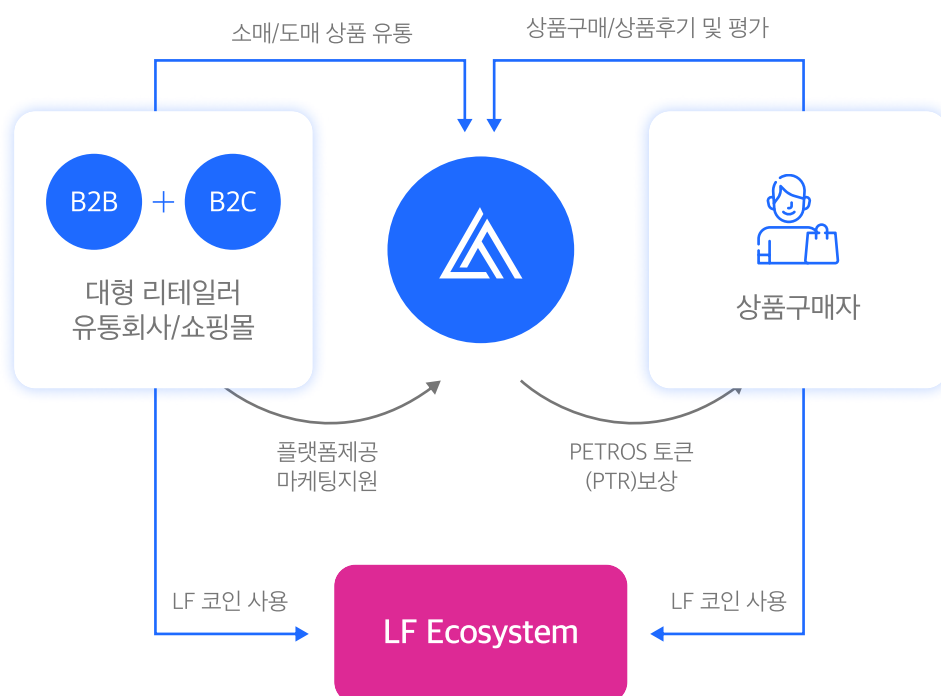 소매/도매 상품 유통
상품구매/상품후기 및 평가
B2B + B2C
대형 리테일러
유통회사/쇼핑몰
상품구매자
플랫폼제공
마케팅지원
PETROS 토큰
(PTR)보상
LF 코인 사용
LF 코인 사용
LF Ecosystem